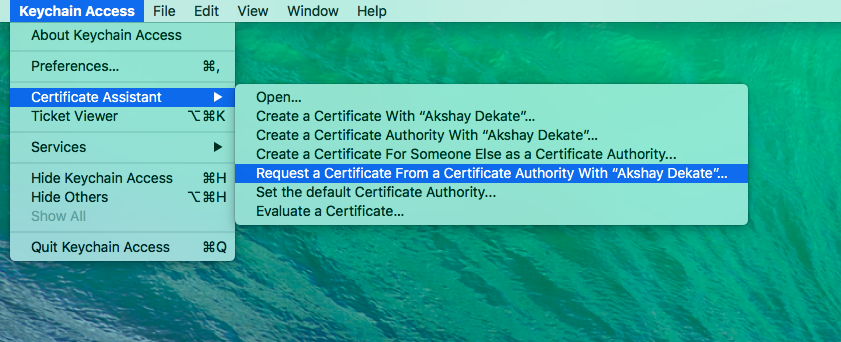 Keychain Access File Edit View Window Help
About Keychain Access
Preferences... ⌘,
Certificate Assistant ▶
Ticket Viewer ⌥⌘K
Services ▶
Hide Keychain Access ⌘H
Hide Others ⌥⌘H
Show All
Quit Keychain Access ⌘Q
Open...
Create a Certificate With “Akshay Dekate”...
Create a Certificate Authority With “Akshay Dekate”...
Create a Certificate For Someone Else as a Certificate Authority...
Request a Certificate From a Certificate Authority With “Akshay Dekate”...
Set the default Certificate Authority...
Evaluate a Certificate...